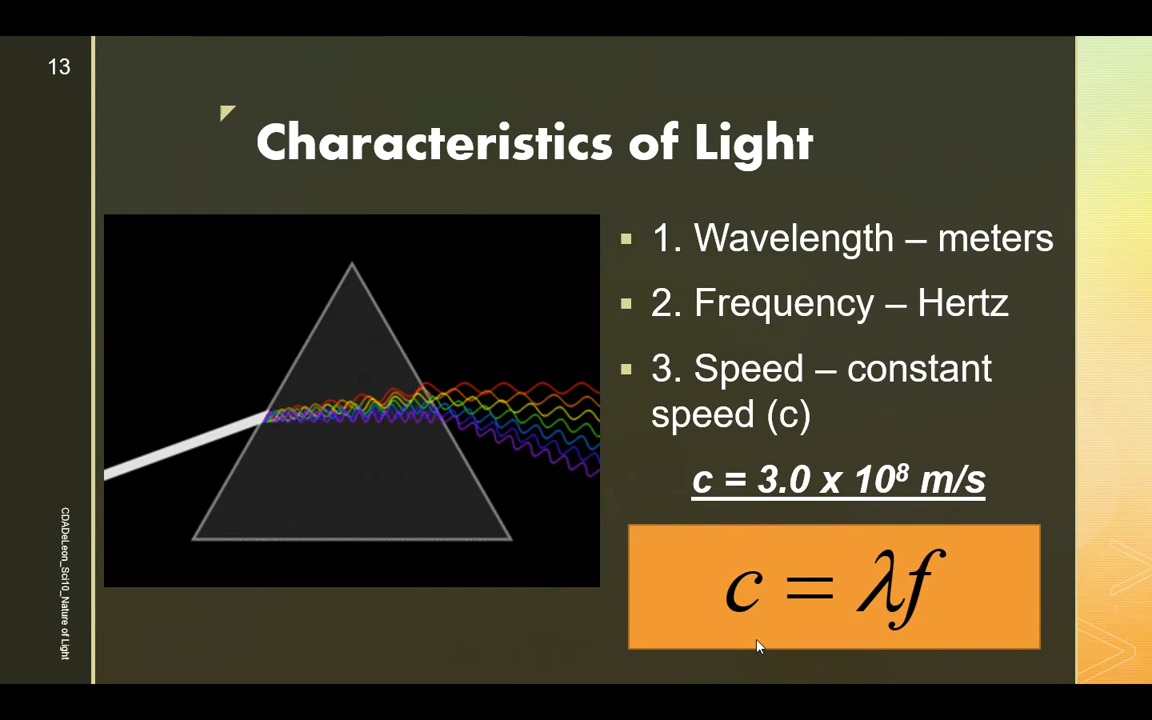 13
Characteristics of Light
1. Wavelength – meters
2. Frequency – Hertz
3. Speed – constant
speed (c)
c = 3.0 x 10⁸ m/s
c = λf
CDADeLeon_Sci10_Nature of Light